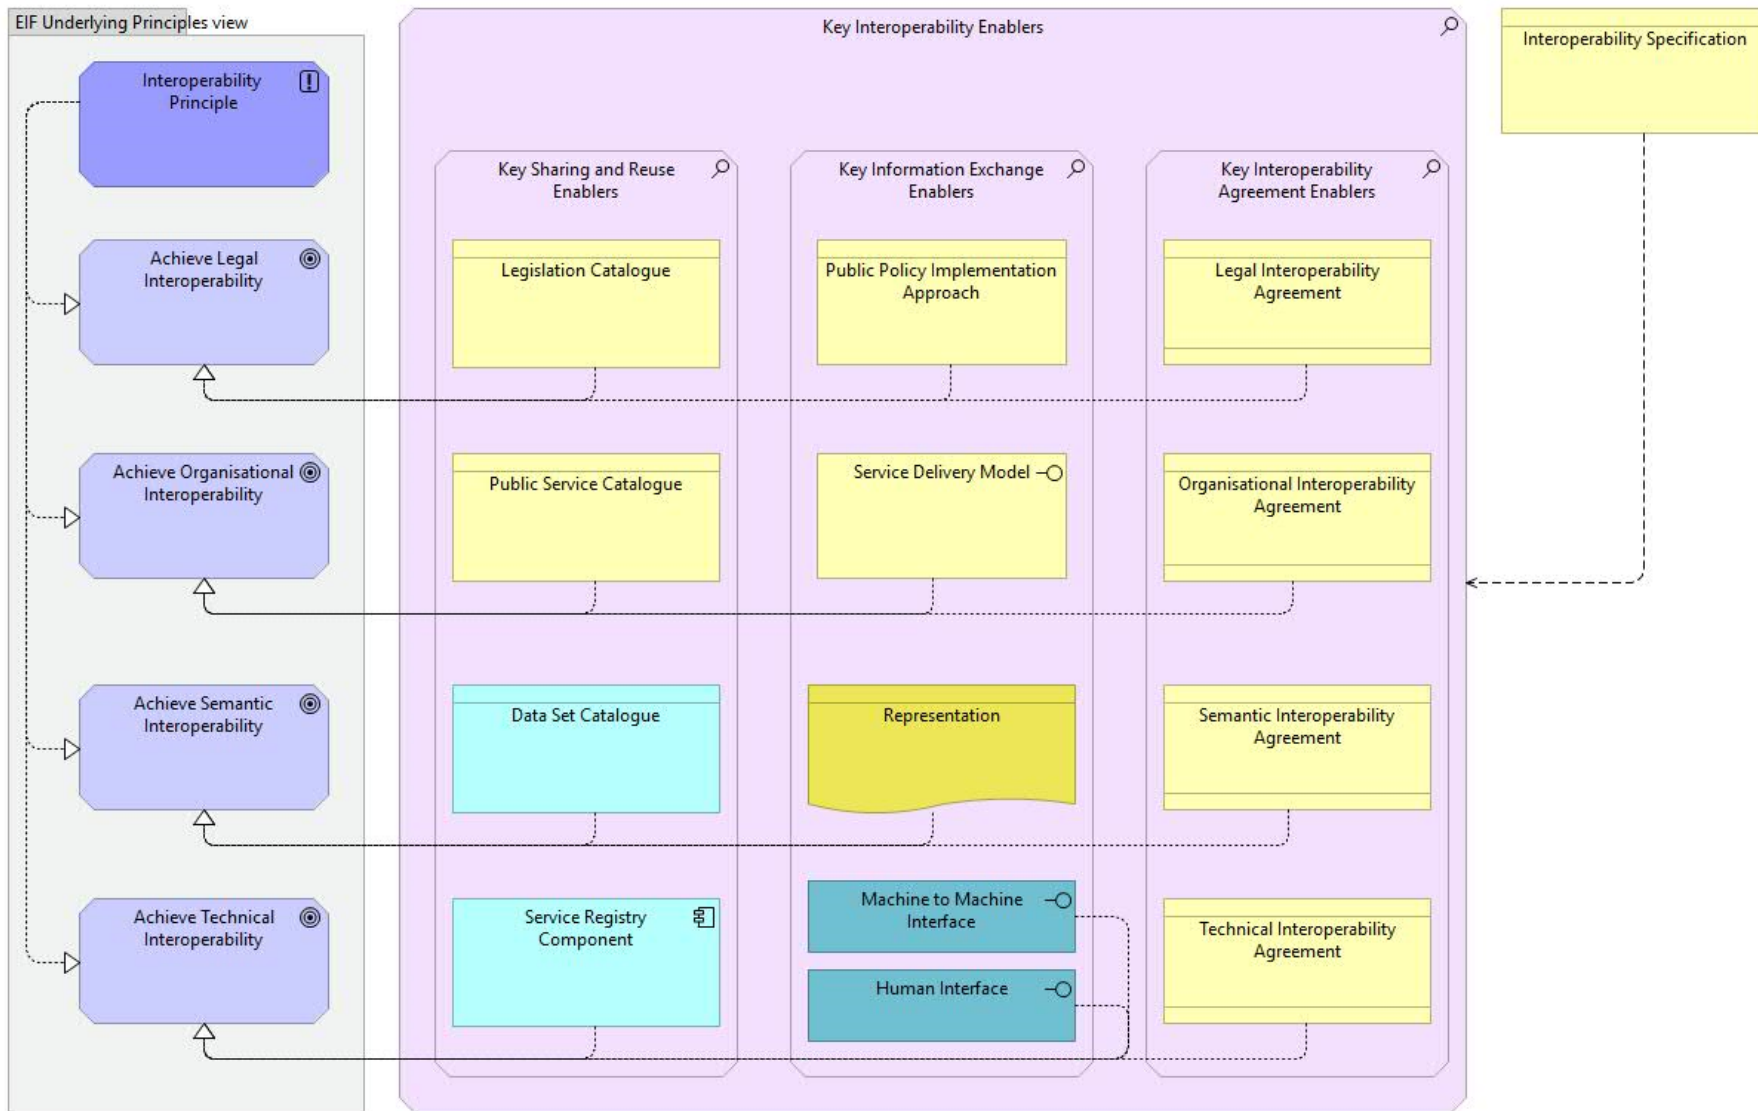 EIF Underlying Principles view
Key Interoperability Enablers
Interoperability Specification
Interoperability
Principle
Key Sharing and Reuse
Enablers
Key Information Exchange
Enablers
Key Interoperability
Agreement Enablers
Achieve Legal
Interoperability
Legislation Catalogue
Public Policy Implementation
Approach
Legal Interoperability
Agreement
Achieve Organisational
Interoperability
Public Service Catalogue
Service Delivery Model
Organisational Interoperability
Agreement
Achieve Semantic
Interoperability
Data Set Catalogue
Representation
Semantic Interoperability
Agreement
Achieve Technical
Interoperability
Service Registry
Component
Machine to Machine
Interface
Human Interface
Technical Interoperability
Agreement